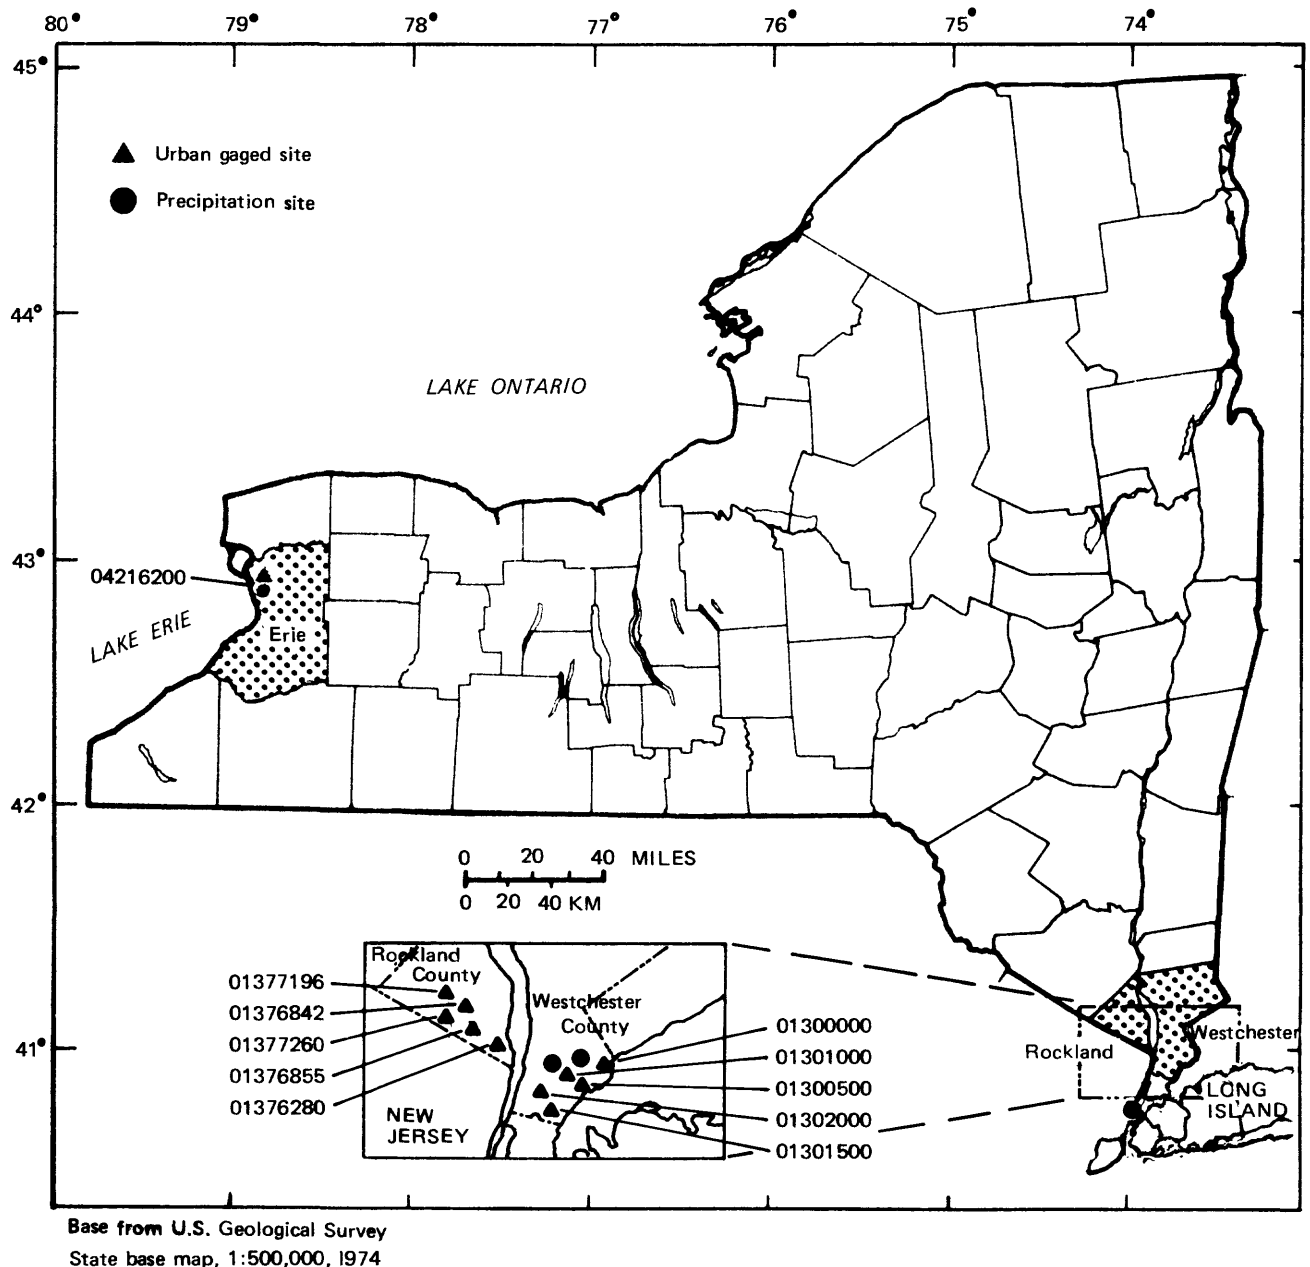 80° 79° 78° 77° 76° 75° 74°
45°
Urban gaged site
Precipitation site
44°
LAKE ONTARIO
43°
04216200
LAKE ERIE
Erie
42°
0 20 40 MILES
0 20 40 KM
Rockland
County
01377196
01376842
01377260
01376855
01376280
Westchester
County
01300000
01301000
01300500
01302000
01301500
NEW
JERSEY
41°
Westchester
Rockland
LONG
ISLAND
Base from U.S. Geological Survey
State base map, 1:500,000, 1974